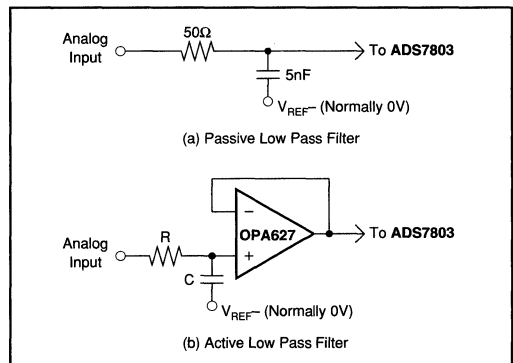 50Ω
Analog
Input
To ADS7803
5nF
VREF– (Normally 0V)
(a) Passive Low Pass Filter
–
OPA627
+
R
Analog
Input
To ADS7803
C
VREF– (Normally 0V)
(b) Active Low Pass Filter